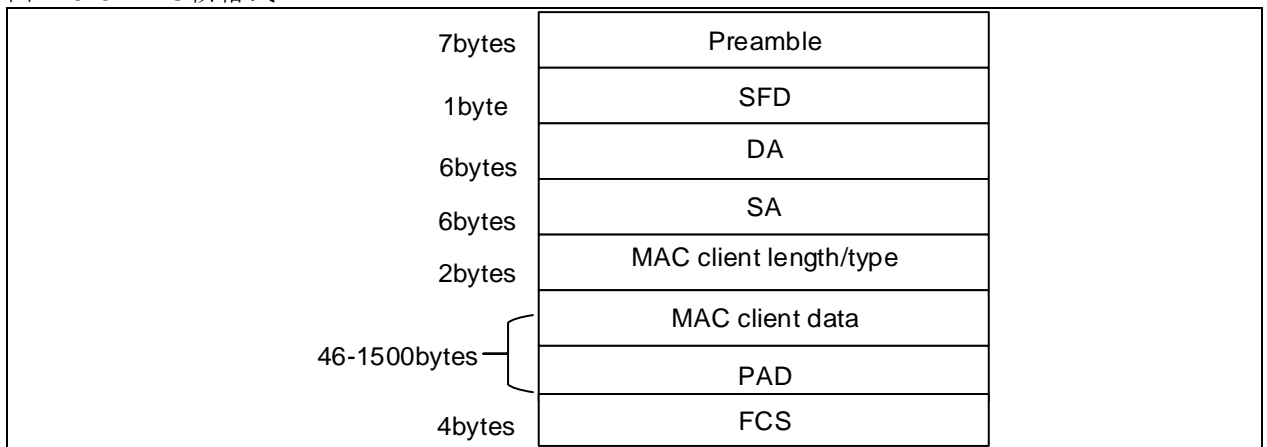 7bytes Preamble
1byte SFD
6bytes DA
6bytes SA
2bytes MAC client length/type
MAC client data
46-1500bytes
PAD
4bytes FCS